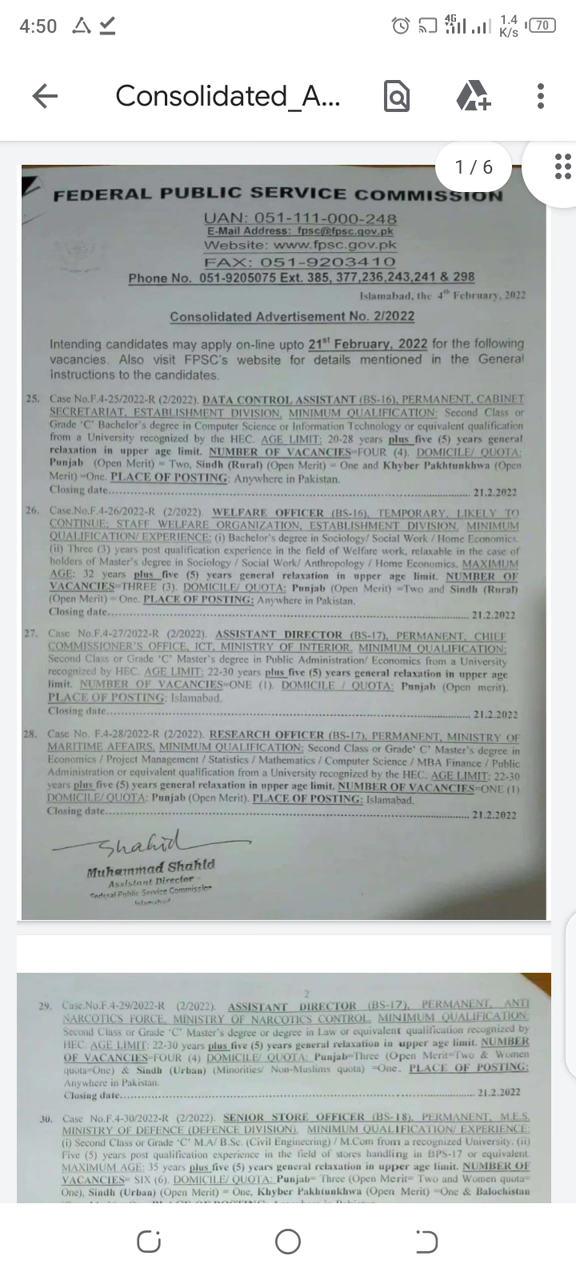 4:50
4G
1.4
K/s
70
Consolidated_A...
1 / 6
FEDERAL PUBLIC SERVICE COMMISSION
UAN: 051-111-000-248
E-Mail Address: fpsc@fpsc.gov.pk
Website: www.fpsc.gov.pk
FAX: 051-9203410
Phone No. 051-9205075 Ext. 385, 377,236,243,241 & 298
Islamabad, the 4th February, 2022
Consolidated Advertisement No. 2/2022
Intending candidates may apply on-line upto 21st February, 2022 for the following
vacancies. Also visit FPSC's website for details mentioned in the General
Instructions to the candidates.
25. Case No.F.4-25/2022-R (2/2022). DATA CONTROL ASSISTANT (BS-16), PERMANENT, CABINET
SECRETARIAT, ESTABLISHMENT DIVISION, MINIMUM QUALIFICATION: Second Class or
Grade 'C' Bachelor's degree in Computer Science or Information Technology or equivalent qualification
from a University recognized by the HEC. AGE LIMIT: 20-28 years plus five (5) years general
relaxation in upper age limit. NUMBER OF VACANCIES=FOUR (4). DOMICILE/ QUOTA:
Punjab (Open Merit) = Two, Sindh (Rural) (Open Merit) = One and Khyber Pakhtunkhwa (Open
Merit) =One. PLACE OF POSTING: Anywhere in Pakistan.
Closing date.......... 21.2.2022
26. Case No.F.4-26/2022-R (2/2022). WELFARE OFFICER (BS-16), TEMPORARY, LIKELY TO
CONTINUE; STAFF WELFARE ORGANIZATION, ESTABLISHMENT DIVISION. MINIMUM
QUALIFICATION/ EXPERIENCE: (i) Bachelor's degree in Sociology/ Social Work / Home Economics.
(ii) Three (3) years post qualification experience in the field of Welfare work, relaxable in the case of
holders of Master's degree in Sociology / Social Work/ Anthropology / Home Economics. MAXIMUM
AGE: 32 years plus five (5) years general relaxation in upper age limit. NUMBER OF
VACANCIES=THREE (3). DOMICILE/ QUOTA: Punjab (Open Merit) =Two and Sindh (Rural)
(Open Merit) = One. PLACE OF POSTING: Anywhere in Pakistan.
Closing date.......... 21.2.2022
27. Case No.F.4-27/2022-R (2/2022). ASSISTANT DIRECTOR (BS-17), PERMANENT, CHIEF
COMMISSIONER'S OFFICE, ICT, MINISTRY OF INTERIOR. MINIMUM QUALIFICATION:
Second Class or Grade 'C' Master's degree in Public Administration/ Economics from a University
recognized by HEC. AGE LIMIT: 22-30 years plus five (5) years general relaxation in upper age
limit. NUMBER OF VACANCIES=ONE (1). DOMICILE / QUOTA: Punjab (Open merit).
PLACE OF POSTING: Islamabad.
Closing date.......... 21.2.2022
28. Case No. F.4-28/2022-R (2/2022). RESEARCH OFFICER (BS-17), PERMANENT, MINISTRY OF
MARITIME AFFAIRS, MINIMUM QUALIFICATION: Second Class or Grade' C' Master's degree in
Economics / Project Management / Statistics / Mathematics / Computer Science / MBA Finance / Public
Administration or equivalent qualification from a University recognized by the HEC. AGE LIMIT: 22-30
years plus five (5) years general relaxation in upper age limit. NUMBER OF VACANCIES=ONE (1)
DOMICILE/ QUOTA: Punjab (Open Merit). PLACE OF POSTING: Islamabad.
Closing date.......... 21.2.2022
Shahid
Muhammad Shahid
Assistant Director
Federal Public Service Commission
Islamabad
2
29. Case.No.F.4-29/2022-R (2/2022). ASSISTANT DIRECTOR (BS-17), PERMANENT, ANTI
NARCOTICS FORCE, MINISTRY OF NARCOTICS CONTROL, MINIMUM QUALIFICATION:
Second Class or Grade 'C' Master's degree or degree in Law or equivalent qualification recognized by
HEC. AGE LIMIT: 22-30 years plus five (5) years general relaxation in upper age limit. NUMBER
OF VACANCIES=FOUR (4) DOMICILE/ QUOTA: Punjab=Three (Open Merit=Two & Women
quota=One) & Sindh (Urban) (Minorities/ Non-Muslims quota) =One. PLACE OF POSTING:
Anywhere in Pakistan.
Closing date.......... 21.2.2022
30. Case No.F.4-30/2022-R (2/2022). SENIOR STORE OFFICER (BS-18), PERMANENT, M.E.S,
MINISTRY OF DEFENCE (DEFENCE DIVISION). MINIMUM QUALIFICATION/ EXPERIENCE:
(i) Second Class or Grade 'C' M.A/ B.Sc. (Civil Engineering) / M.Com from a recognized University. (ii)
Five (5) years post qualification experience in the field of stores handling in BPS-17 or equivalent.
MAXIMUM AGE: 35 years plus five (5) years general relaxation in upper age limit. NUMBER OF
VACANCIES= SIX (6). DOMICILE/ QUOTA: Punjab= Three (Open Merit= Two and Women quota=
One), Sindh (Urban) (Open Merit) = One, Khyber Pakhtunkhwa (Open Merit) =One & Balochistan